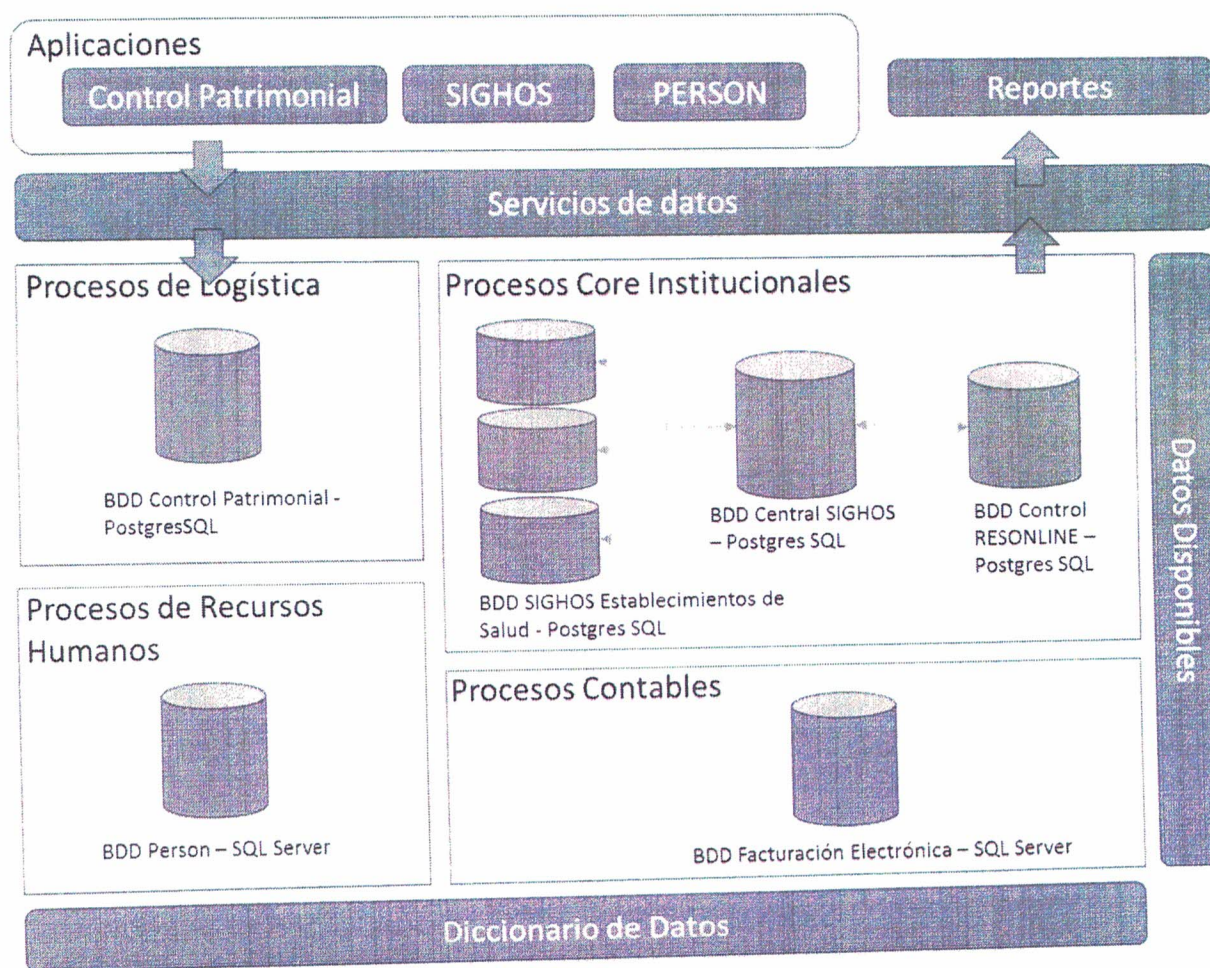 Aplicaciones
Control Patrimonial
SIGHOS
PERSON
Reportes
Servicios de datos
Procesos de Logística
BDD Control Patrimonial -
PostgresSQL
Procesos Core Institucionales
BDD SIGHOS Establecimientos de
Salud - Postgres SQL
BDD Central SIGHOS
– Postgres SQL
BDD Control
RESONLINE –
Postgres SQL
Procesos de Recursos
Humanos
BDD Person – SQL Server
Procesos Contables
BDD Facturación Electrónica – SQL Server
Datos Disponibles
Diccionario de Datos